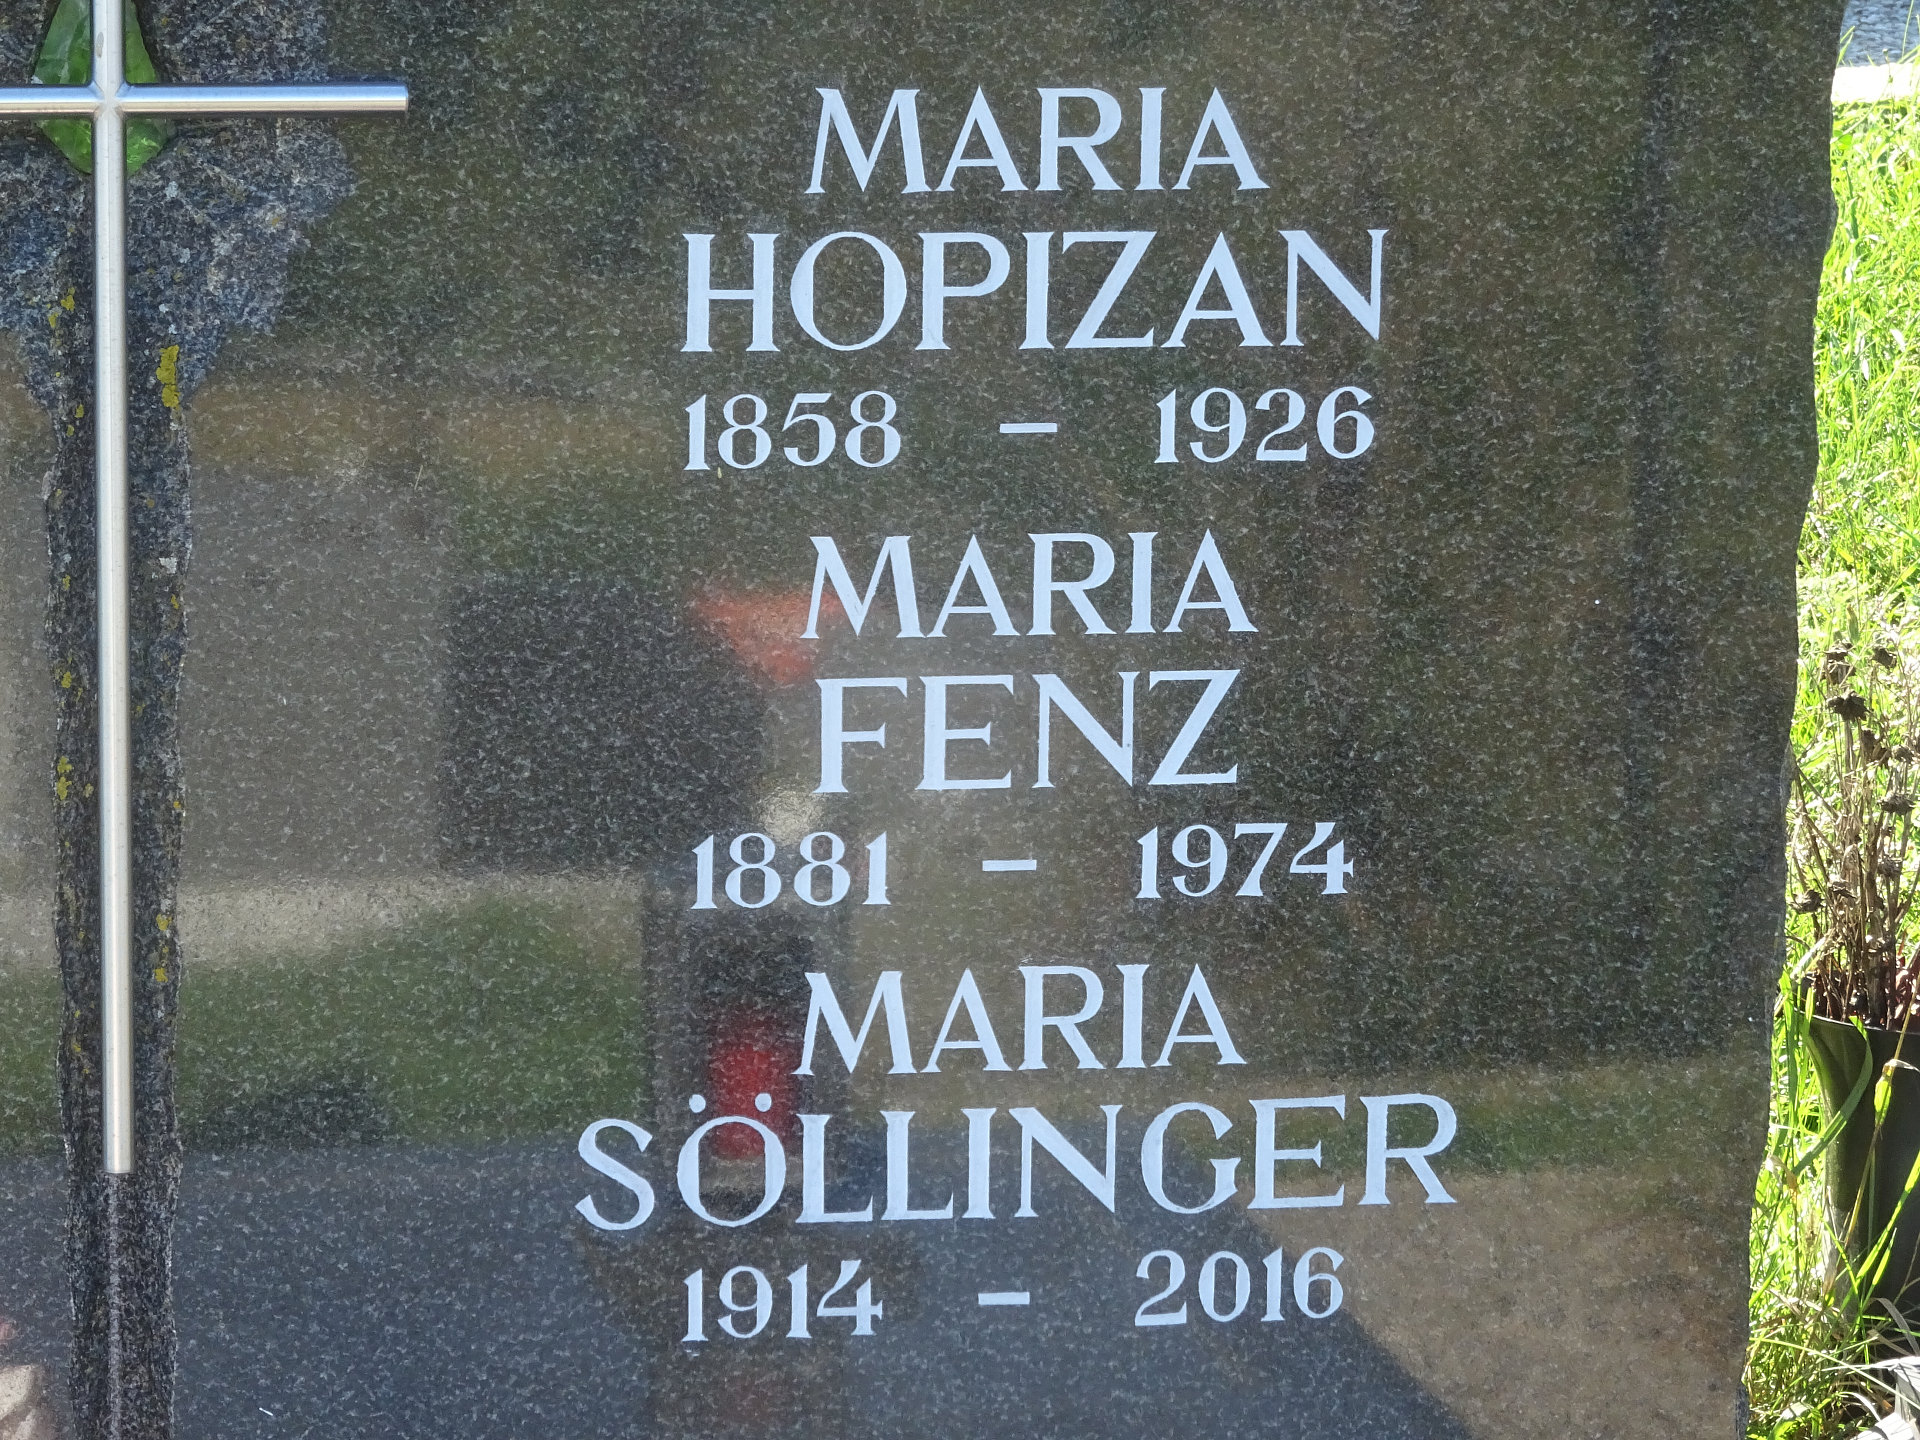 MARIA
HOPIZAN
1858 – 1926
MARIA
FENZ
1881 – 1974
MARIA
SÖLLINGER
1914 – 2016